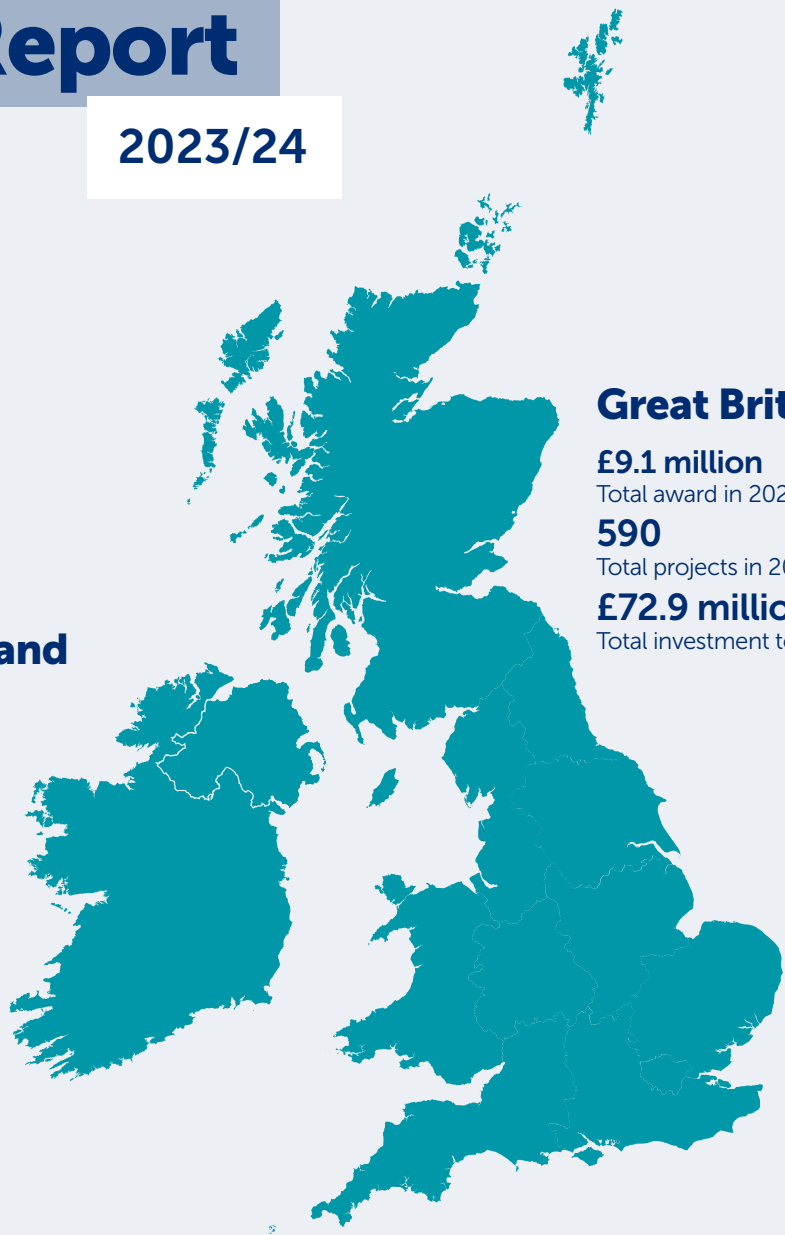 Report
2023/24
Great Brit
£9.1 million
Total award in 202
590
Total projects in 20
£72.9 millio
Total investment t
and